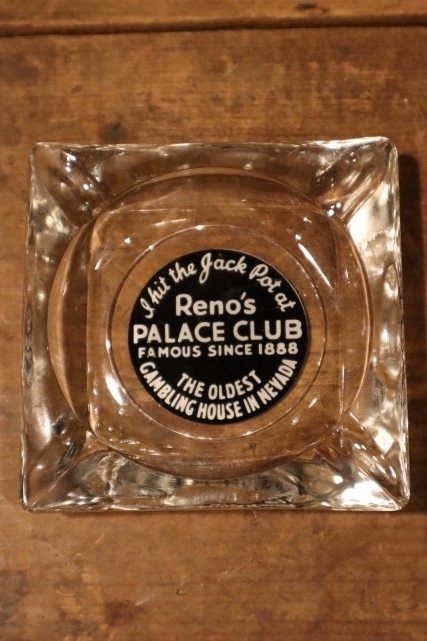 I hit the Jack Pot at
Reno's
PALACE CLUB
FAMOUS SINCE 1888
THE OLDEST
GAMBLING HOUSE IN NEVADA